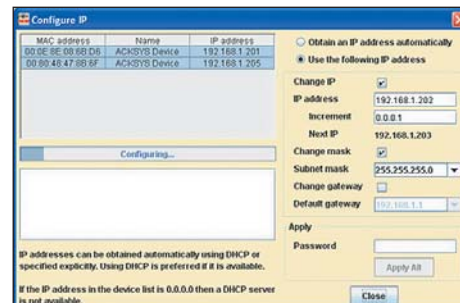 Configure IP
MAC address Name IP address
00:0E:8E:08:6B:D6 ACKSYS Device 192.168.1.201
00:80:48:47:8B:6F ACKSYS Device 192.168.1.205
Configuring...
IP addresses can be obtained automatically using DHCP or
specified explicitly. Using DHCP is preferred if it is available.
If the IP address in the device list is 0.0.0.0 then a DHCP server
is not available.
Obtain an IP address automatically
Use the following IP address
Change IP
IP address 192.168.1.202
Increment 0.0.0.1
Next IP 192.168.1.203
Change mask
Subnet mask 255.255.255.0
Change gateway
Default gateway 192.168.1.1
Apply
Password
Apply All
Close